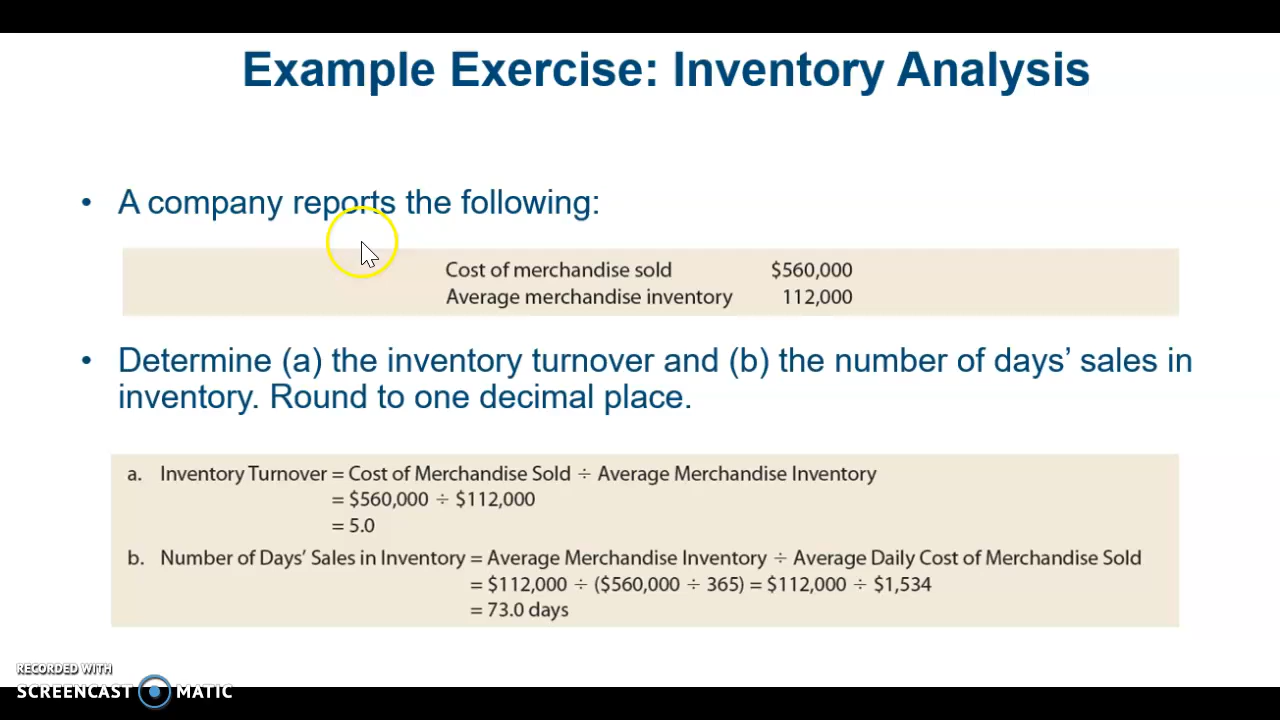 Example Exercise: Inventory Analysis
• A company reports the following:
Cost of merchandise sold $560,000
Average merchandise inventory 112,000
• Determine (a) the inventory turnover and (b) the number of days’ sales in
inventory. Round to one decimal place.
a. Inventory Turnover = Cost of Merchandise Sold ÷ Average Merchandise Inventory
= $560,000 ÷ $112,000
= 5.0
b. Number of Days’ Sales in Inventory = Average Merchandise Inventory ÷ Average Daily Cost of Merchandise Sold
= $112,000 ÷ ($560,000 ÷ 365) = $112,000 ÷ $1,534
= 73.0 days
RECORDED WITH
SCREENCAST MATIC